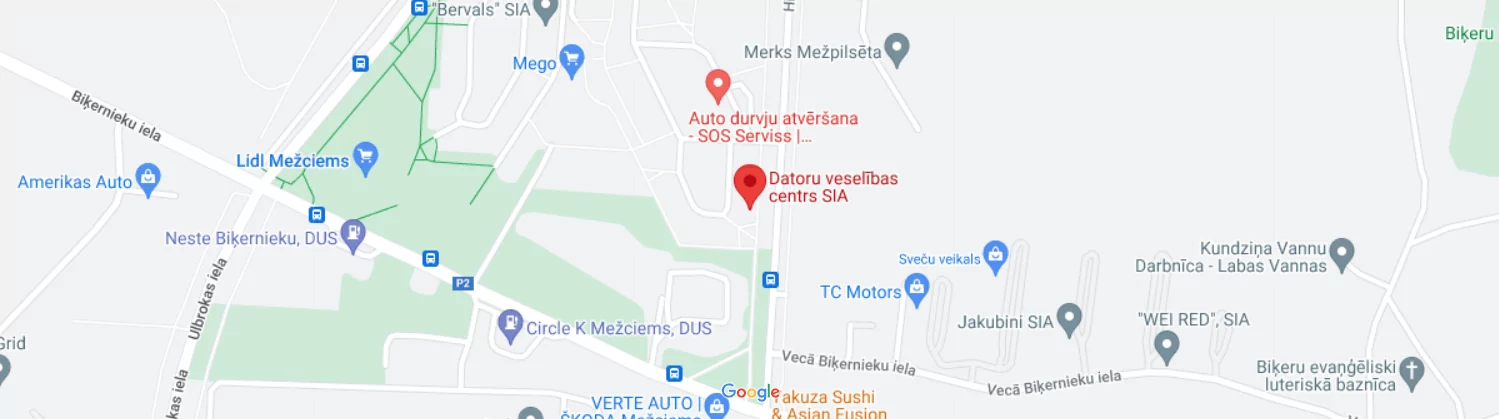 "Bervals" SIA
Mego
Merks Mežpilsēta
Biķeru
Biķernieku iela
Auto durvju atvēršana
- SOS Serviss |...
Lidl Mežciems
Amerikas Auto
Datoru veselības
centrs SIA
Neste Biķernieku, DUS
Kundziņa Vannu
Darbnīca - Labas Vannas
Sveču veikals
P2
TC Motors
Ulbrokas iela
Circle K Mežciems, DUS
Jakubini SIA
"WEI RED", SIA
Grid
Vecā Biķernieku iela
Vecā Biķernieku iela
Biķeru evaņģēliski
luteriskā baznīca
Google
VERTE AUTO |
ŠKODA Mežciems
Yakuza Sushi
& Asian Fusion
kas iela